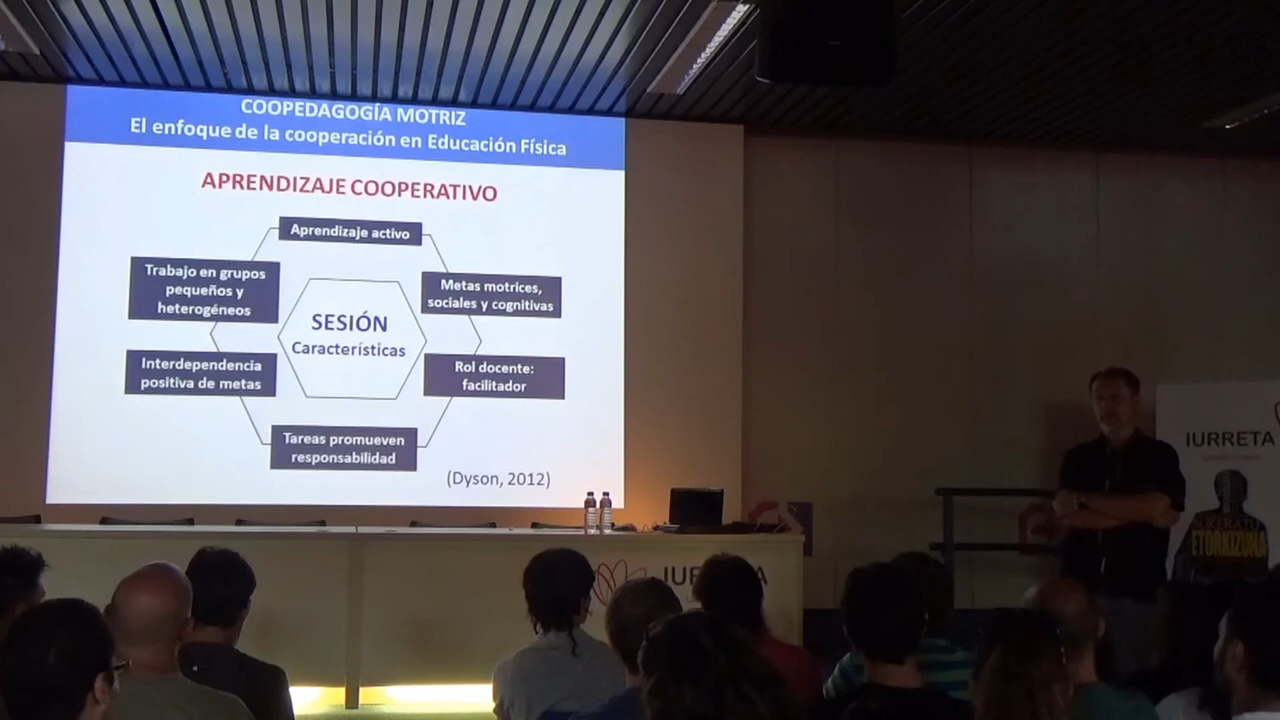 COOPEDAGOGÍA MOTRIZ
El enfoque de la cooperación en Educación Física
APRENDIZAJE COOPERATIVO
Aprendizaje activo
Trabajo en grupos
pequeños y
heterogéneos
Metas motrices,
sociales y cognitivas
SESIÓN
Características
Interdependencia
positiva de metas
Rol docente:
facilitador
Tareas promueven
responsabilidad
(Dyson, 2012)
IURRETA
AUKERATU
ETORKIZUNA